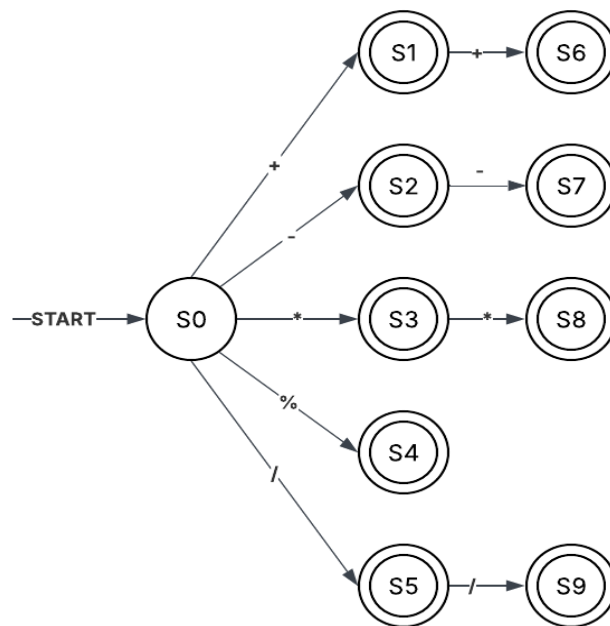 S1 + S6
+
S2 - S7
-
START S0 * S3 * S8
%
S4
/
S5 / S9